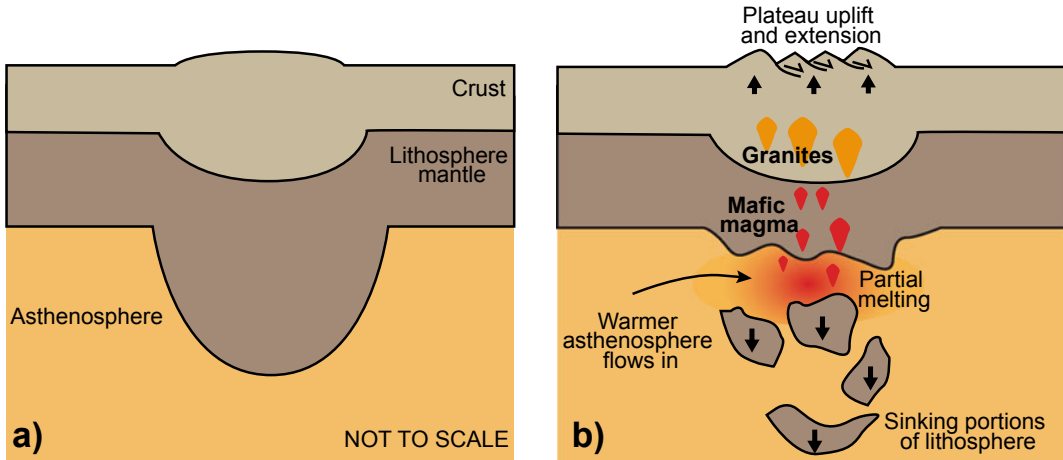 Crust
Lithosphere
mantle
Asthenosphere
a)
NOT TO SCALE
Plateau uplift
and extension
Granites
Mafic
magma
Partial
melting
Warmer
asthenosphere
flows in
Sinking portions
of lithosphere
b)